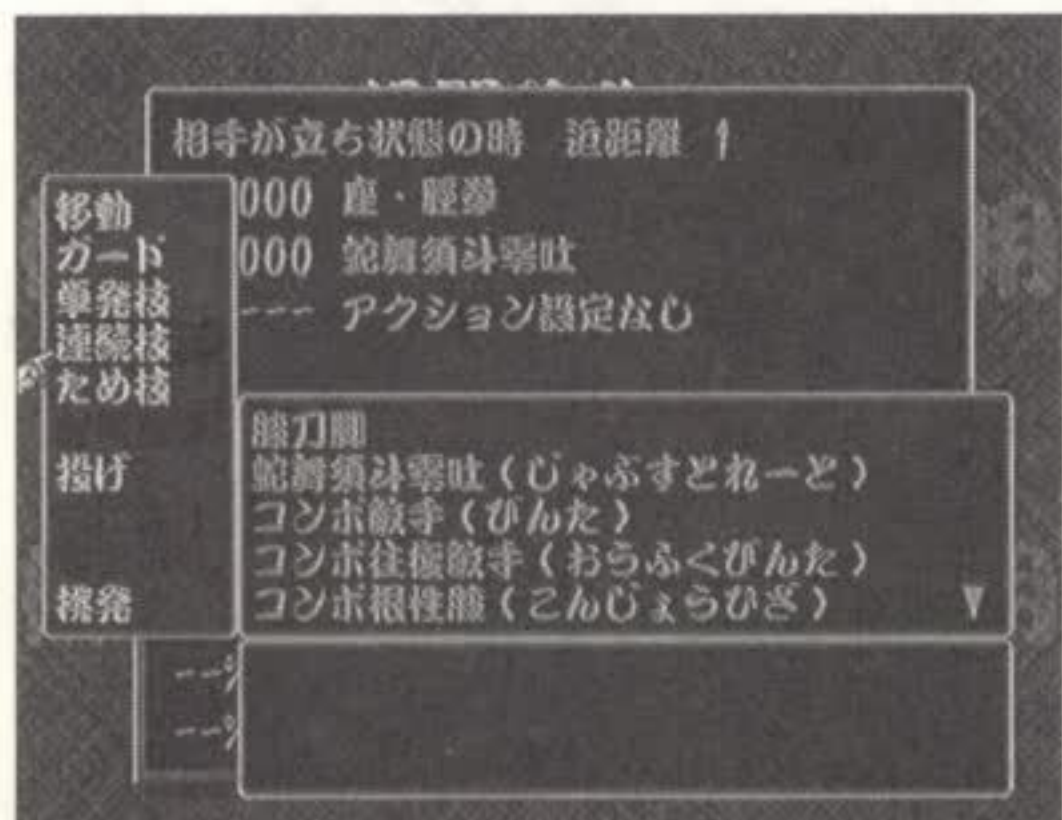 相手が立ち状態の時 近距離 1
000 座・脛拳
000 蛇舞須斗零吐
--- アクション設定なし
移動
ガード
単発技
連続技
ため技
投げ
挑発
膝刀脚
蛇舞須斗零吐(じゃぶすとれーと)
コンボ敏手(びんた)
コンボ往復敏手(おうふくびんた)
コンボ根性膝(こんじょうひざ)
--%
--%